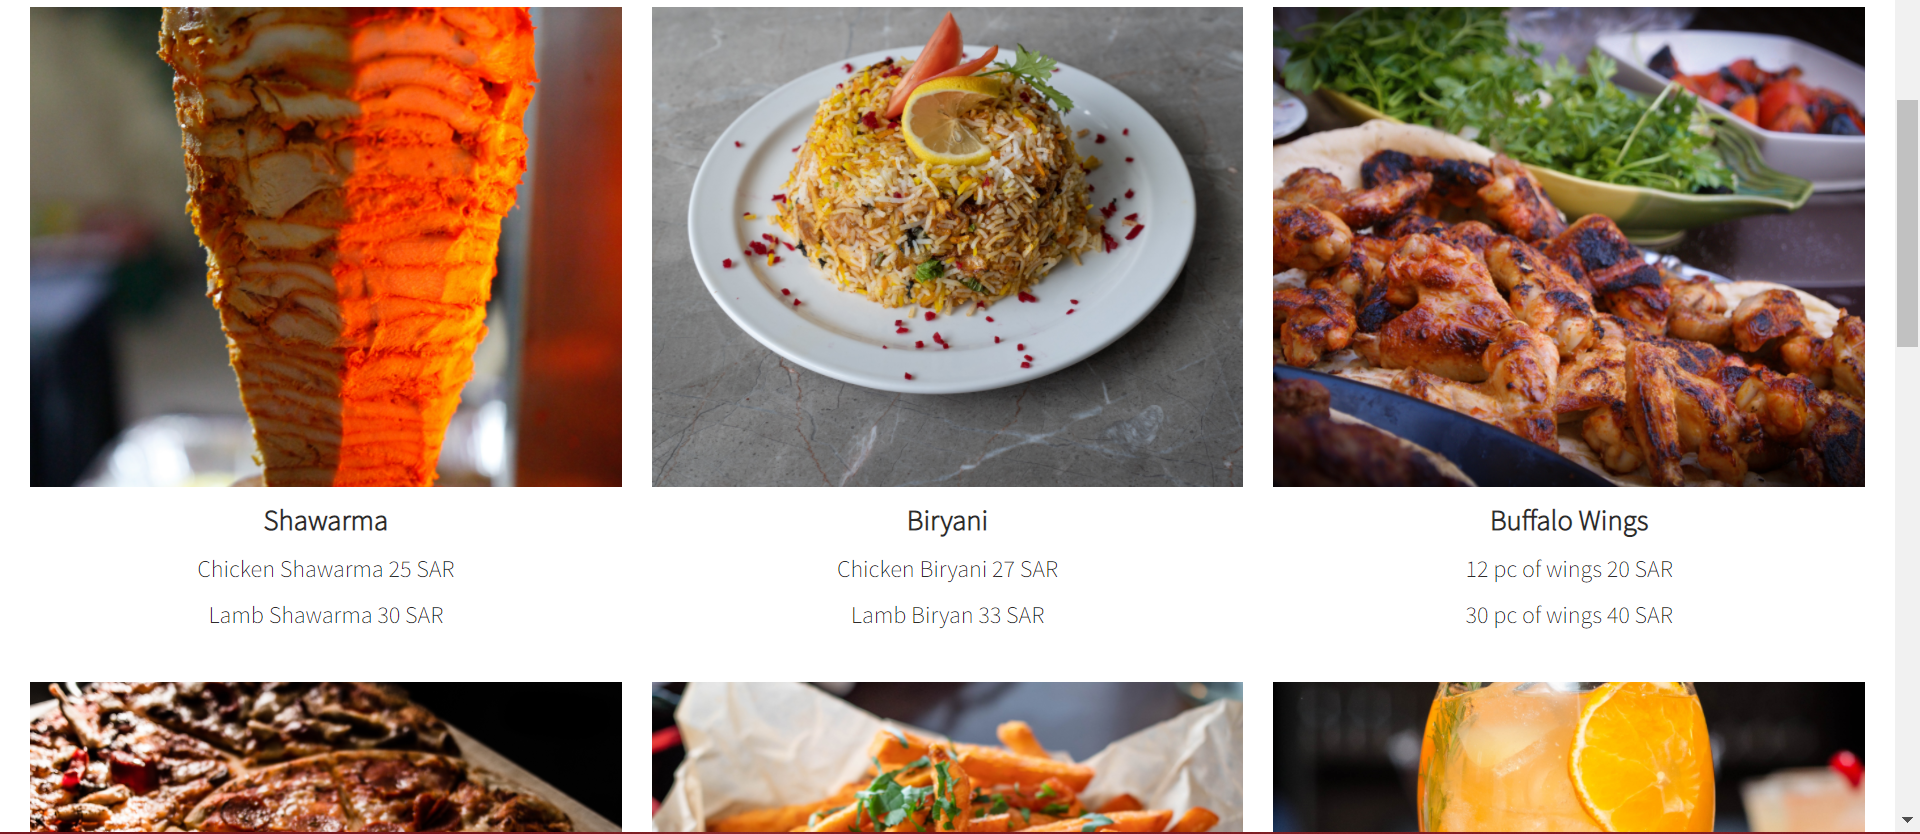 Shawarma
Chicken Shawarma 25 SAR
Lamb Shawarma 30 SAR
Biryani
Chicken Biryani 27 SAR
Lamb Biryan 33 SAR
Buffalo Wings
12 pc of wings 20 SAR
30 pc of wings 40 SAR